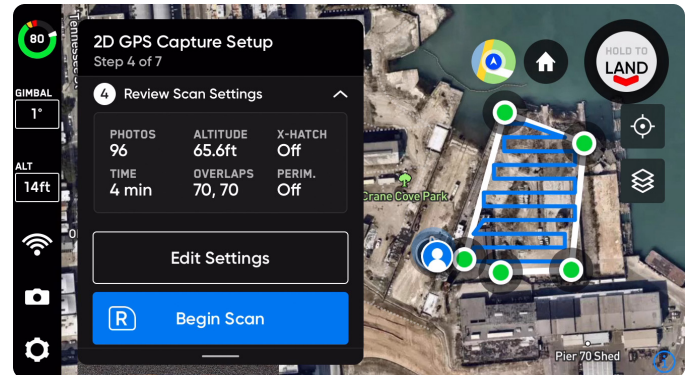 80
GIMBAL
1°
ALT
14ft
2D GPS Capture Setup
Step 4 of 7
4 Review Scan Settings
PHOTOS ALTITUDE X-HATCH
96 65.6ft Off
TIME OVERLAPS PERIM.
4 min 70, 70 Off
Edit Settings
R Begin Scan
HOLD TO
LAND
Crane Cove Park
Pier 70 Shed